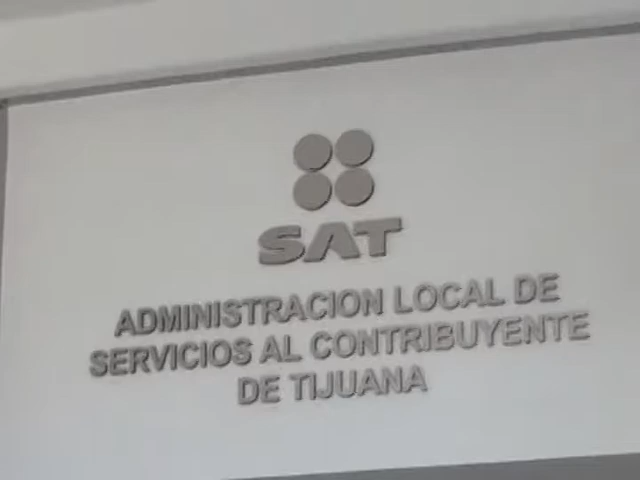 SAT
ADMINISTRACION LOCAL DE
SERVICIOS AL CONTRIBUYENTE
DE TIJUANA